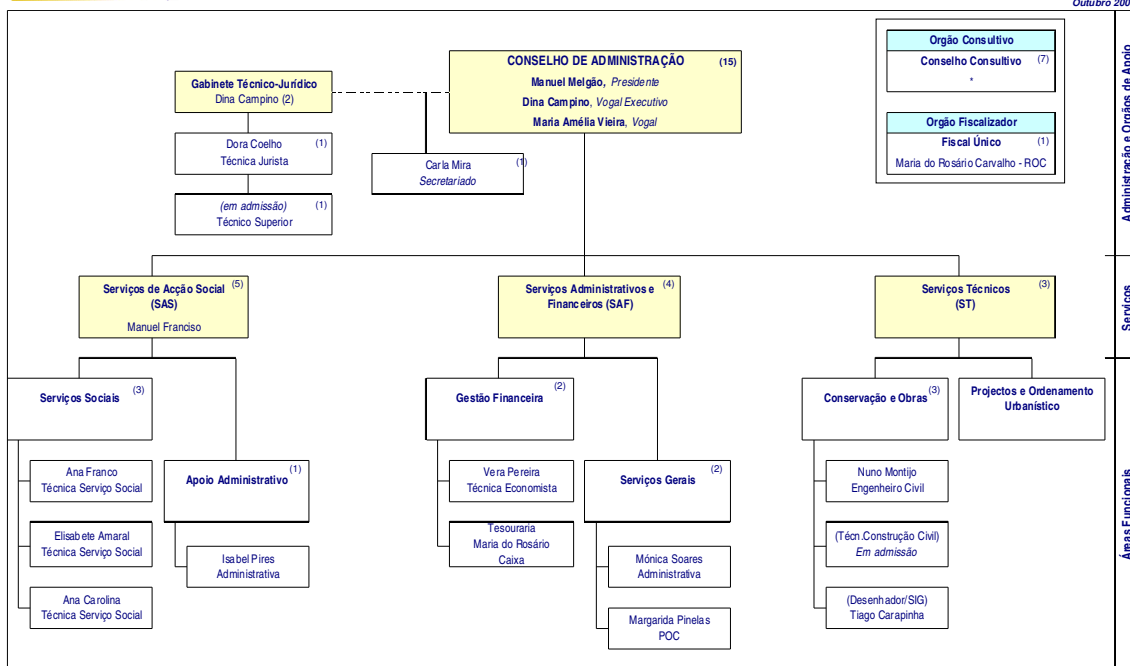 Outubro 200
CONSELHO DE ADMINISTRAÇÃO (15)
Manuel Melgão, Presidente
Dina Campino, Vogal Executivo
Maria Amélia Vieira, Vogal
Gabinete Técnico-Jurídico
Dina Campino (2)
Dora Coelho (1)
Técnica Jurista
(em admissão) (1)
Técnico Superior
Carla Mira (1)
Secretariado
Orgão Consultivo
Conselho Consultivo (7)
*
Orgão Fiscalizador
Fiscal Único (1)
Maria do Rosário Carvalho - ROC
Administração e Orgãos de Apoio
Serviços de Acção Social (5)
(SAS)
Manuel Franciso
Serviços Administrativos e (4)
Financeiros (SAF)
Serviços Técnicos (3)
(ST)
Serviços
Serviços Sociais (3)
Ana Franco
Técnica Serviço Social
Elisabete Amaral
Técnica Serviço Social
Ana Carolina
Técnica Serviço Social
Apoio Administrativo (1)
Isabel Pires
Administrativa
Gestão Financeira (2)
Vera Pereira
Técnica Economista
Tesouraria
Maria do Rosário
Caixa
Serviços Gerais (2)
Mónica Soares
Administrativa
Margarida Pinelas
POC
Conservação e Obras (3)
Nuno Montijo
Engenheiro Civil
(Técn.Construção Civil)
Em admissão
(Desenhador/SIG)
Tiago Carapinha
Projectos e Ordenamento
Urbanístico
Áreas Funcionais